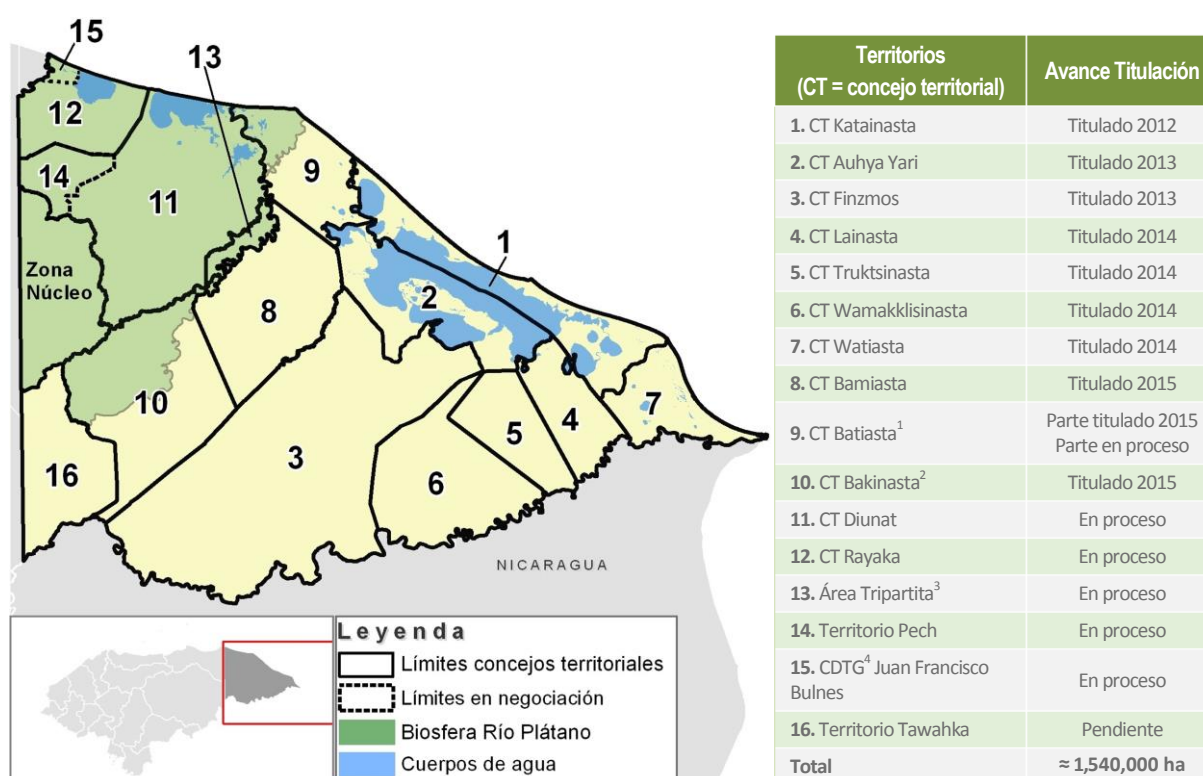 15
13
12
14
9
11
1
Zona
Núcleo
8
2
10
7
4
5
3
16
6
NICARAGUA
Leyenda
Límites concejos territoriales
Límites en negociación
Biosfera Río Plátano
Cuerpos de agua
Territorios
(CT = concejo territorial)
Avance Titulación
1. CT Katainasta
Titulado 2012
2. CT Auhya Yari
Titulado 2013
3. CT Finzmos
Titulado 2013
4. CT Lainasta
Titulado 2014
5. CT Truktsinasta
Titulado 2014
6. CT Wamakklisinasta
Titulado 2014
7. CT Watiasta
Titulado 2014
8. CT Bamiasta
Titulado 2015
9. CT Batiasta1
Parte titulado 2015
Parte en proceso
10. CT Bakinasta2
Titulado 2015
11. CT Diunat
En proceso
12. CT Rayaka
En proceso
13. Área Tripartita3
En proceso
14. Territorio Pech
En proceso
15. CDTG4 Juan Francisco
Bulnes
En proceso
16. Territorio Tawahka
Pendiente
Total
≈ 1,540,000 ha